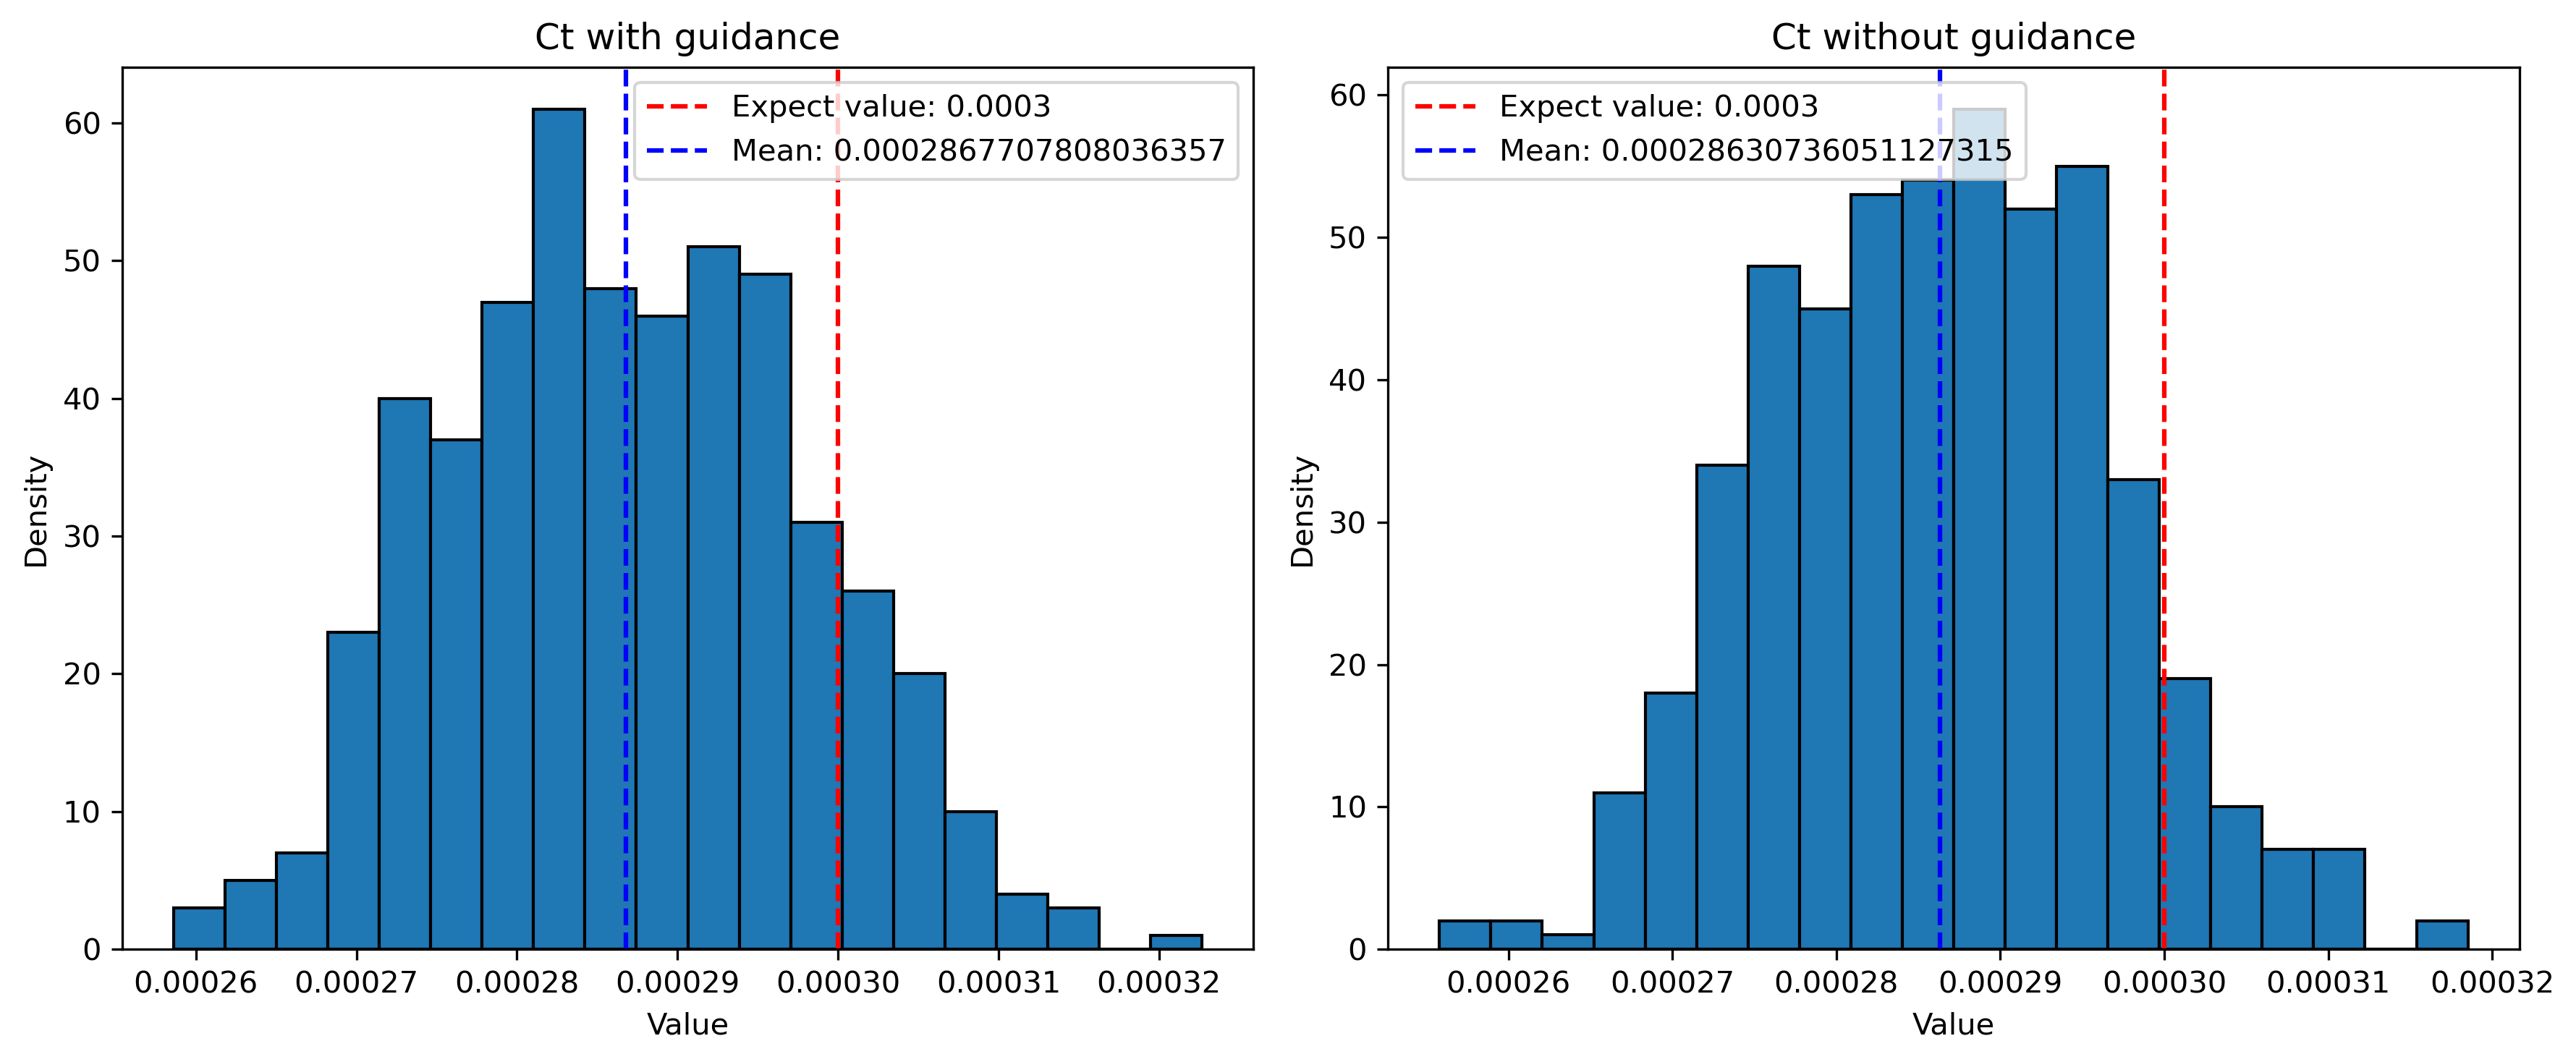 Ct with guidance
Expect value: 0.0003
Mean: 0.0002867707808036357
60
50
40
30
20
10
0
Density
0.00026 0.00027 0.00028 0.00029 0.00030 0.00031 0.00032
Value
Ct without guidance
Expect value: 0.0003
Mean: 0.00028630736051127315
60
50
40
30
20
10
0
Density
0.00026 0.00027 0.00028 0.00029 0.00030 0.00031 0.00032
Value